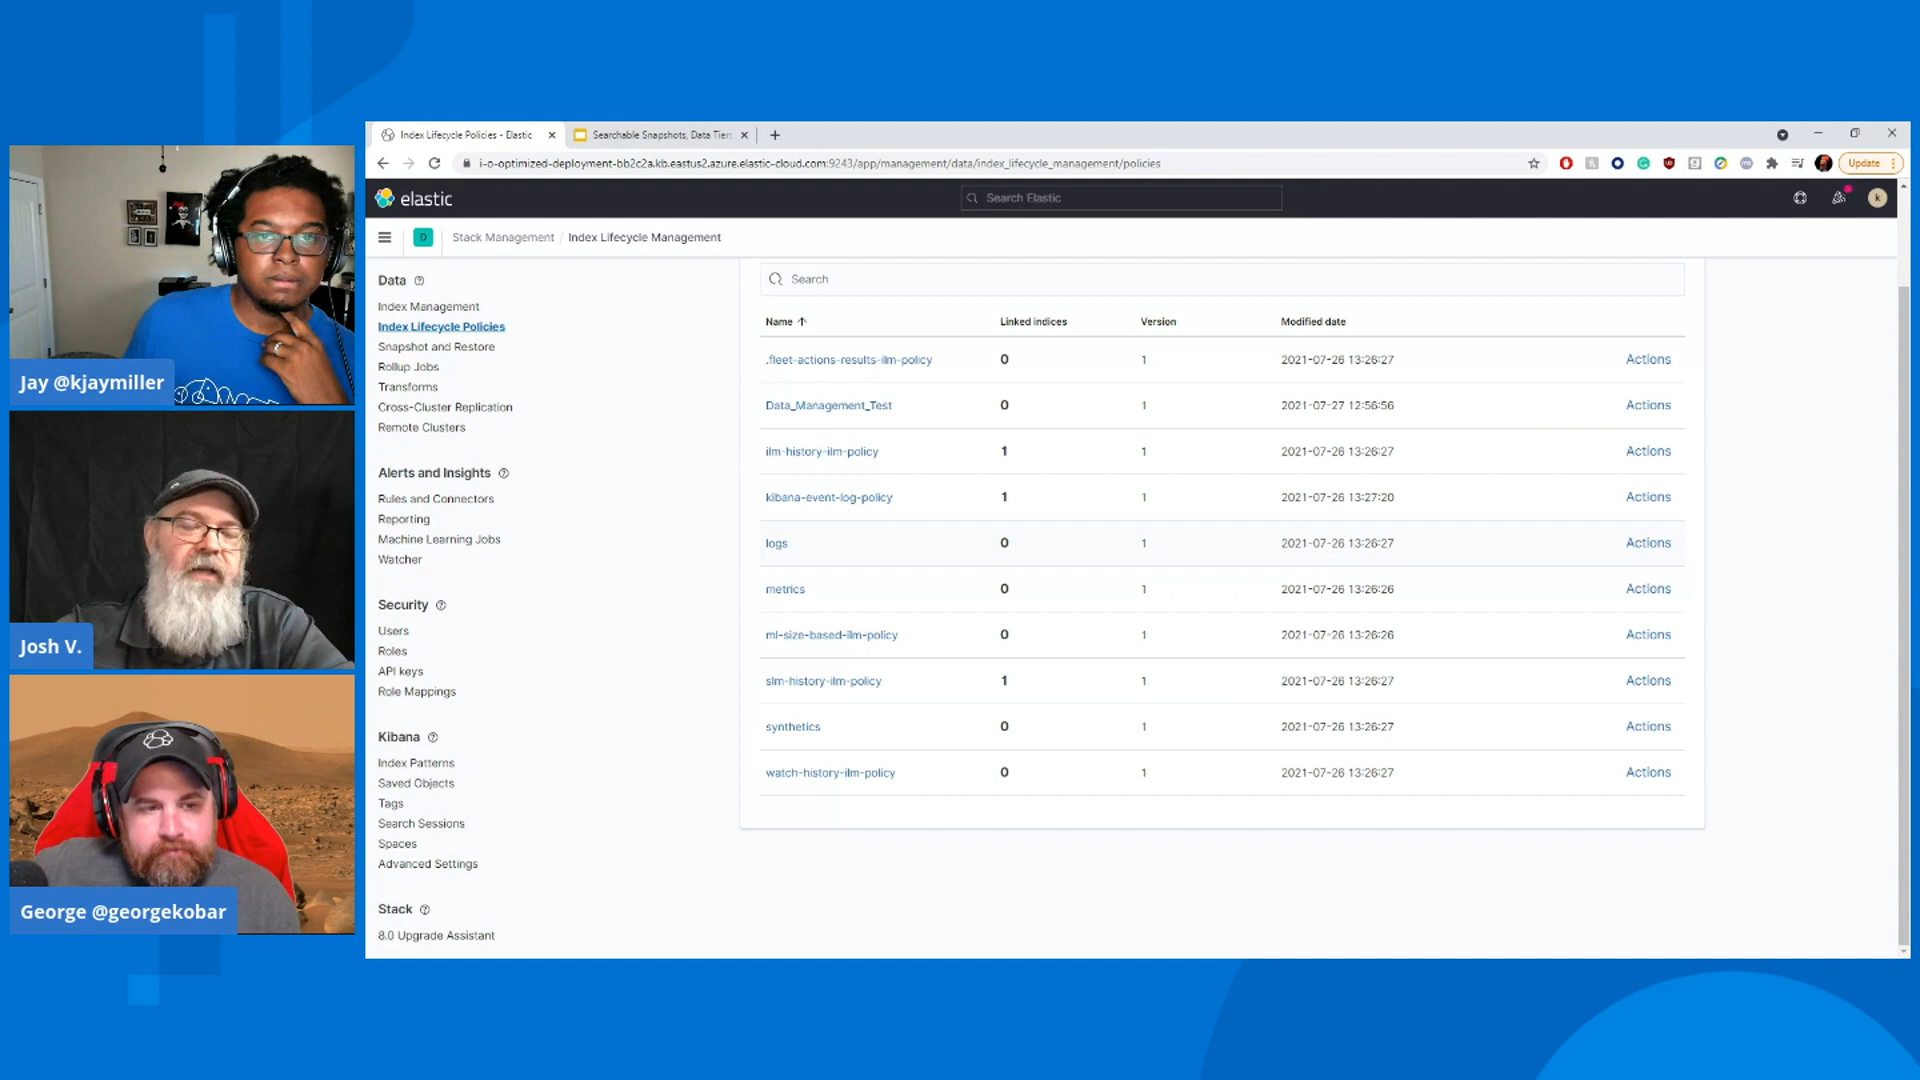 Jay @kjaymiller
Josh V.
George @georgekobar
Index Lifecycle Policies - Elastic
Searchable Snapshots, Data Tier
i-o-optimized-deployment-bb2c2a.kb.eastus2.azure.elastic-cloud.com:9243/app/management/data/index_lifecycle_management/policies
Update
elastic
Search Elastic
k
D
Stack Management / Index Lifecycle Management
Data
Index Management
Index Lifecycle Policies
Snapshot and Restore
Rollup Jobs
Transforms
Cross-Cluster Replication
Remote Clusters
Alerts and Insights
Rules and Connectors
Reporting
Machine Learning Jobs
Watcher
Security
Users
Roles
API keys
Role Mappings
Kibana
Index Patterns
Saved Objects
Tags
Search Sessions
Spaces
Advanced Settings
Stack
8.0 Upgrade Assistant
Search
Name Linked indices Version Modified date
.fleet-actions-results-ilm-policy 0 1 2021-07-26 13:26:27 Actions
Data_Management_Test 0 1 2021-07-27 12:56:56 Actions
ilm-history-ilm-policy 1 1 2021-07-26 13:26:27 Actions
kibana-event-log-policy 1 1 2021-07-26 13:27:20 Actions
logs 0 1 2021-07-26 13:26:27 Actions
metrics 0 1 2021-07-26 13:26:26 Actions
ml-size-based-ilm-policy 0 1 2021-07-26 13:26:26 Actions
slm-history-ilm-policy 1 1 2021-07-26 13:26:27 Actions
synthetics 0 1 2021-07-26 13:26:27 Actions
watch-history-ilm-policy 0 1 2021-07-26 13:26:27 Actions